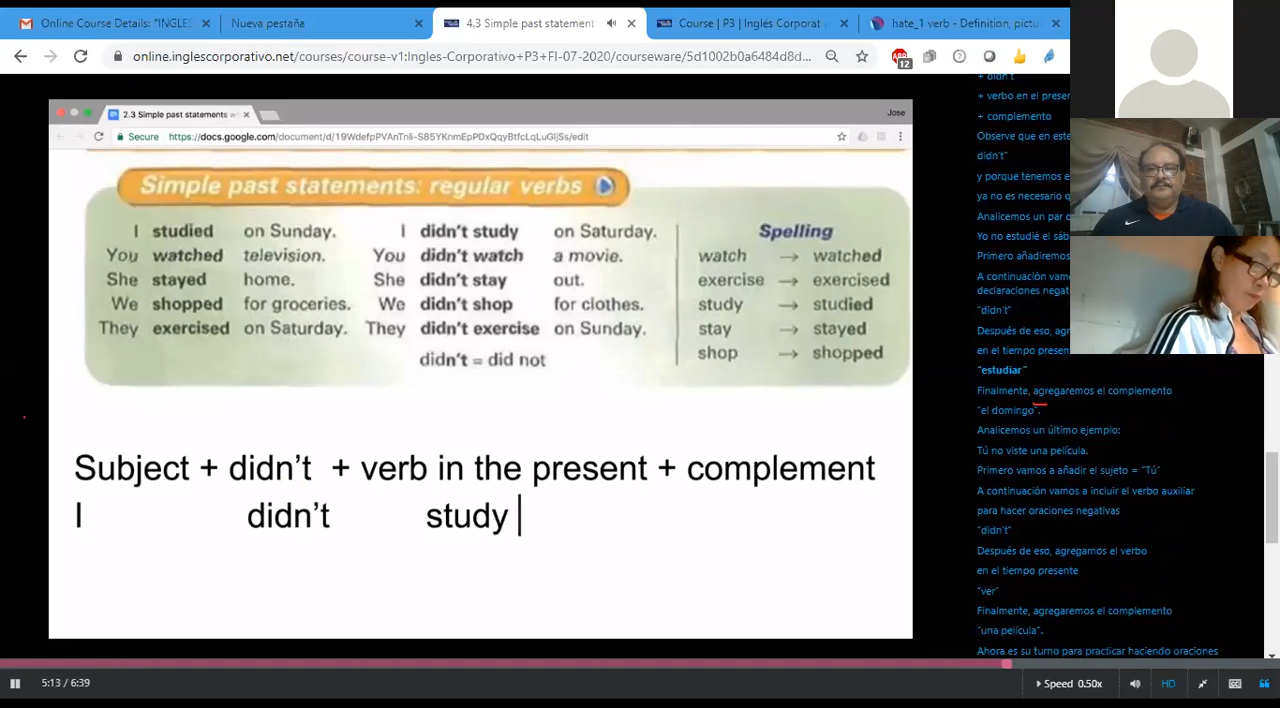 Online Course Details: "INGLES
Nueva pestaña
4.3 Simple past statement
Course | P3 | Inglés Corporat
hate_1 verb - Definition, pictu
online.inglescorporativo.net/courses/course-v1:Ingles-Corporativo+P3+FI-07-2020/courseware/5d1002b0a6484d8d...
12
2.3 Simple past statements w
Jose
Secure
https://docs.google.com/document/d/19WdefpPVAnTnli-S85YKnmEpPDxQqyBtfcLqLuGljSs/edit
Simple past statements: regular verbs
I studied on Sunday. I didn't study on Saturday.
You watched television. You didn't watch a movie.
She stayed home. She didn't stay out.
We shopped for groceries. We didn't shop for clothes.
They exercised on Saturday. They didn't exercise on Sunday.
didn't = did not
Spelling
watch → watched
exercise → exercised
study → studied
stay → stayed
shop → shopped
Subject + didn't + verb in the present + complement
I didn't study
+ didn't
+ verbo en el preser
+ complemento
Observe que en este
didn't"
y porque tenemos e
ya no es necesario q
Analicemos un par c
Yo no estudié el sáb
Primero añadiremos
A continuación vam
declaraciones negat
"didn't"
Después de eso, agr
en el tiempo present
"estudiar"
Finalmente, agregaremos el complemento
"el domingo".
Analicemos un último ejemplo:
Tú no viste una película.
Primero vamos a añadir el sujeto = "Tú"
A continuación vamos a incluir el verbo auxiliar
para hacer oraciones negativas
"didn't"
Después de eso, agregamos el verbo
en el tiempo presente
"ver"
Finalmente, agregaremos el complemento
"una película".
Ahora es su turno para practicar haciendo oraciones
5:13 / 6:39
Speed 0.50x
HD